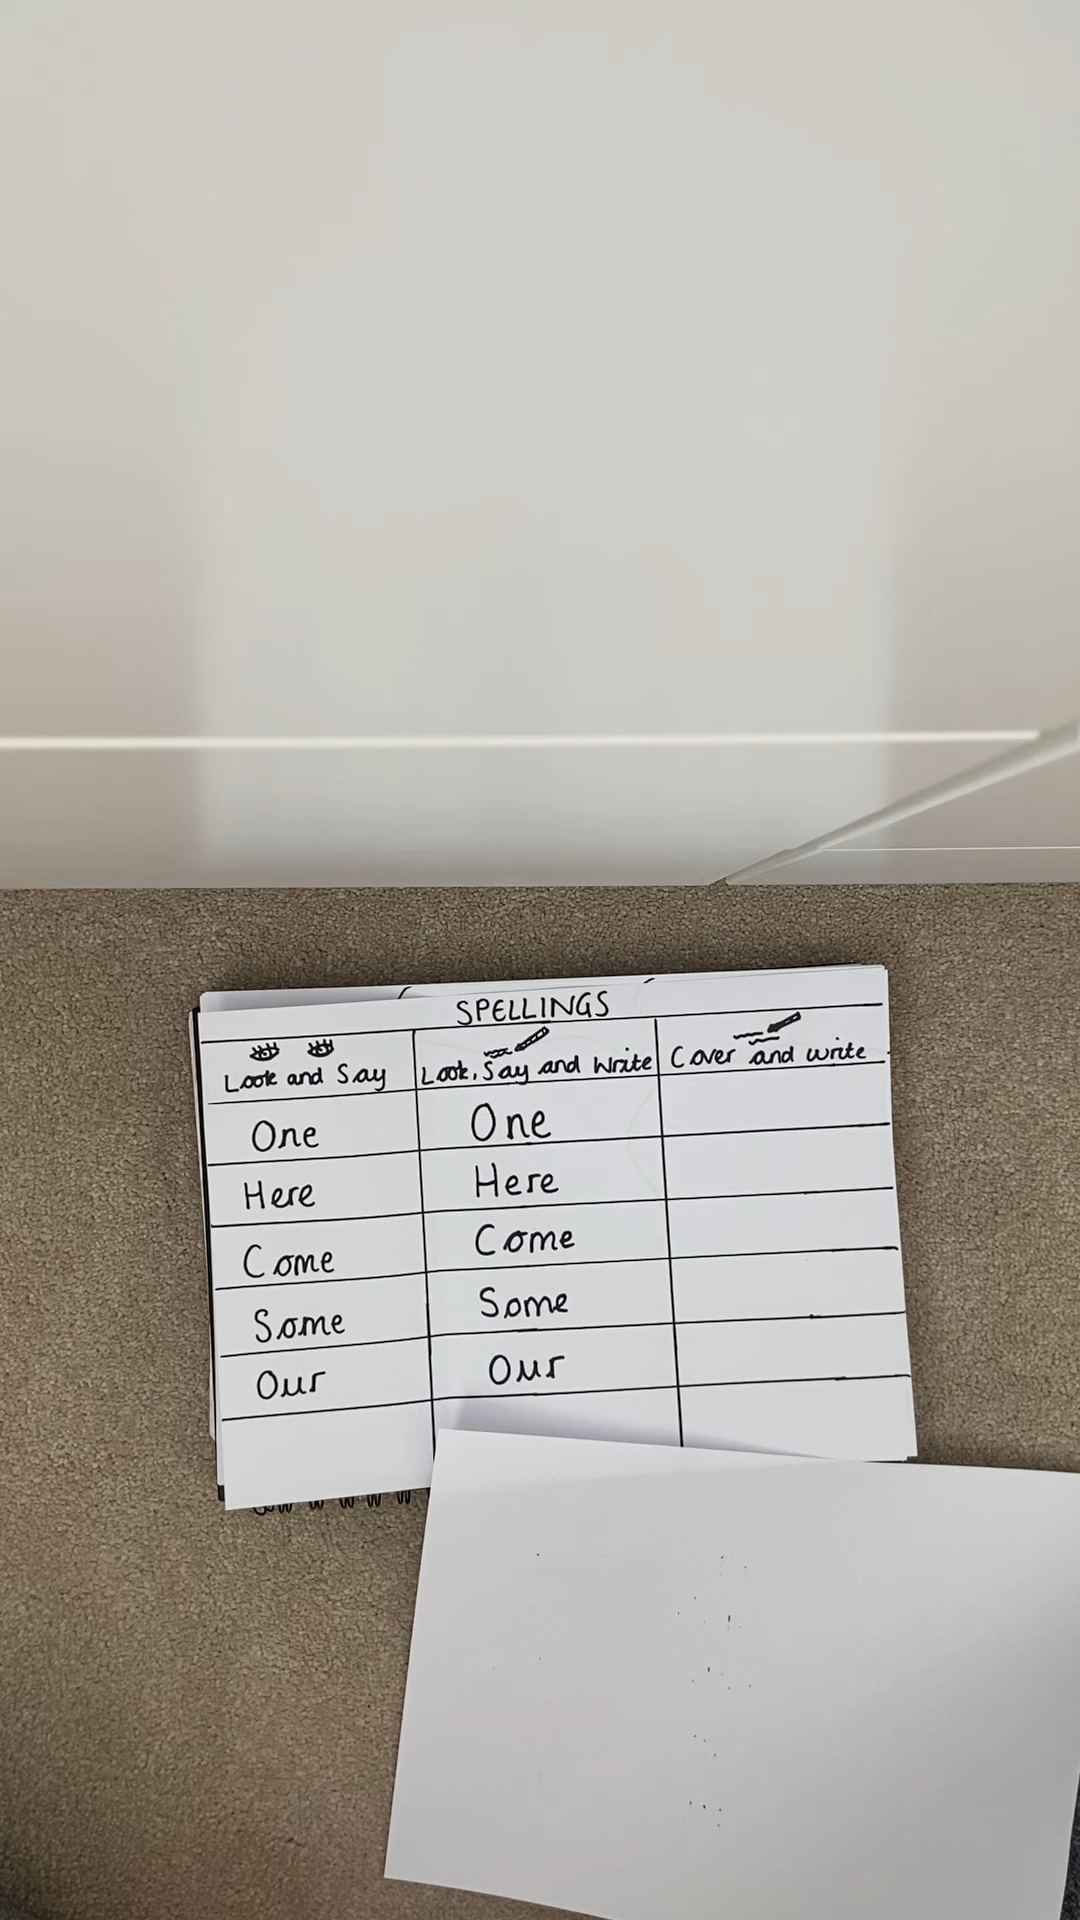 SPELLINGS
Look and Say Look, Say and Write Cover and write
One One
Here Here
Come Come
Some Some
Our Our